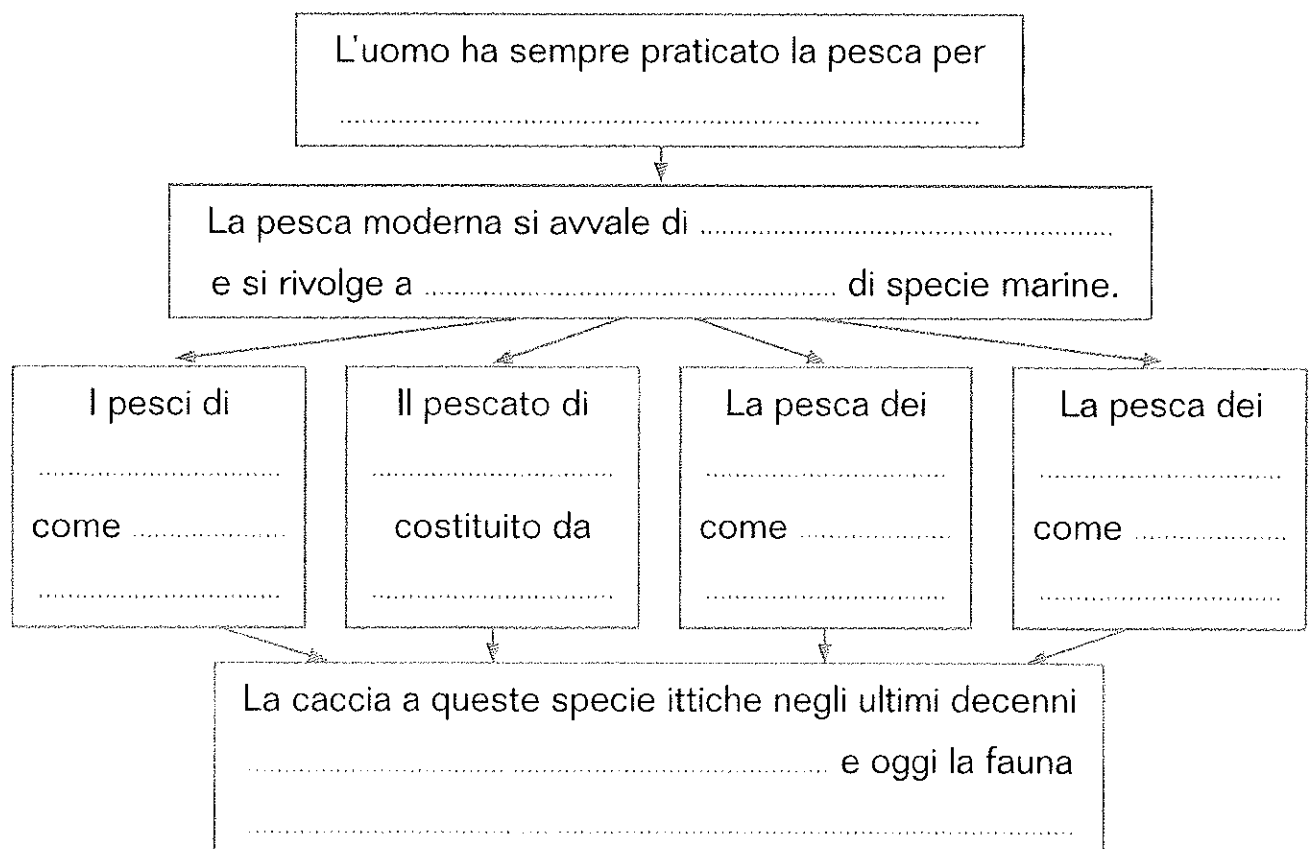 L'uomo ha sempre praticato la pesca per
................................................................
La pesca moderna si avvale di ................................................
e si rivolge a ................................................ di specie marine.
I pesci di
............................
come ..................
............................
Il pescato di
............................
costituito da
............................
La pesca dei
............................
come ..................
............................
La pesca dei
............................
come ..................
............................
La caccia a queste specie ittiche negli ultimi decenni
................................................................ e oggi la fauna
................................................................................